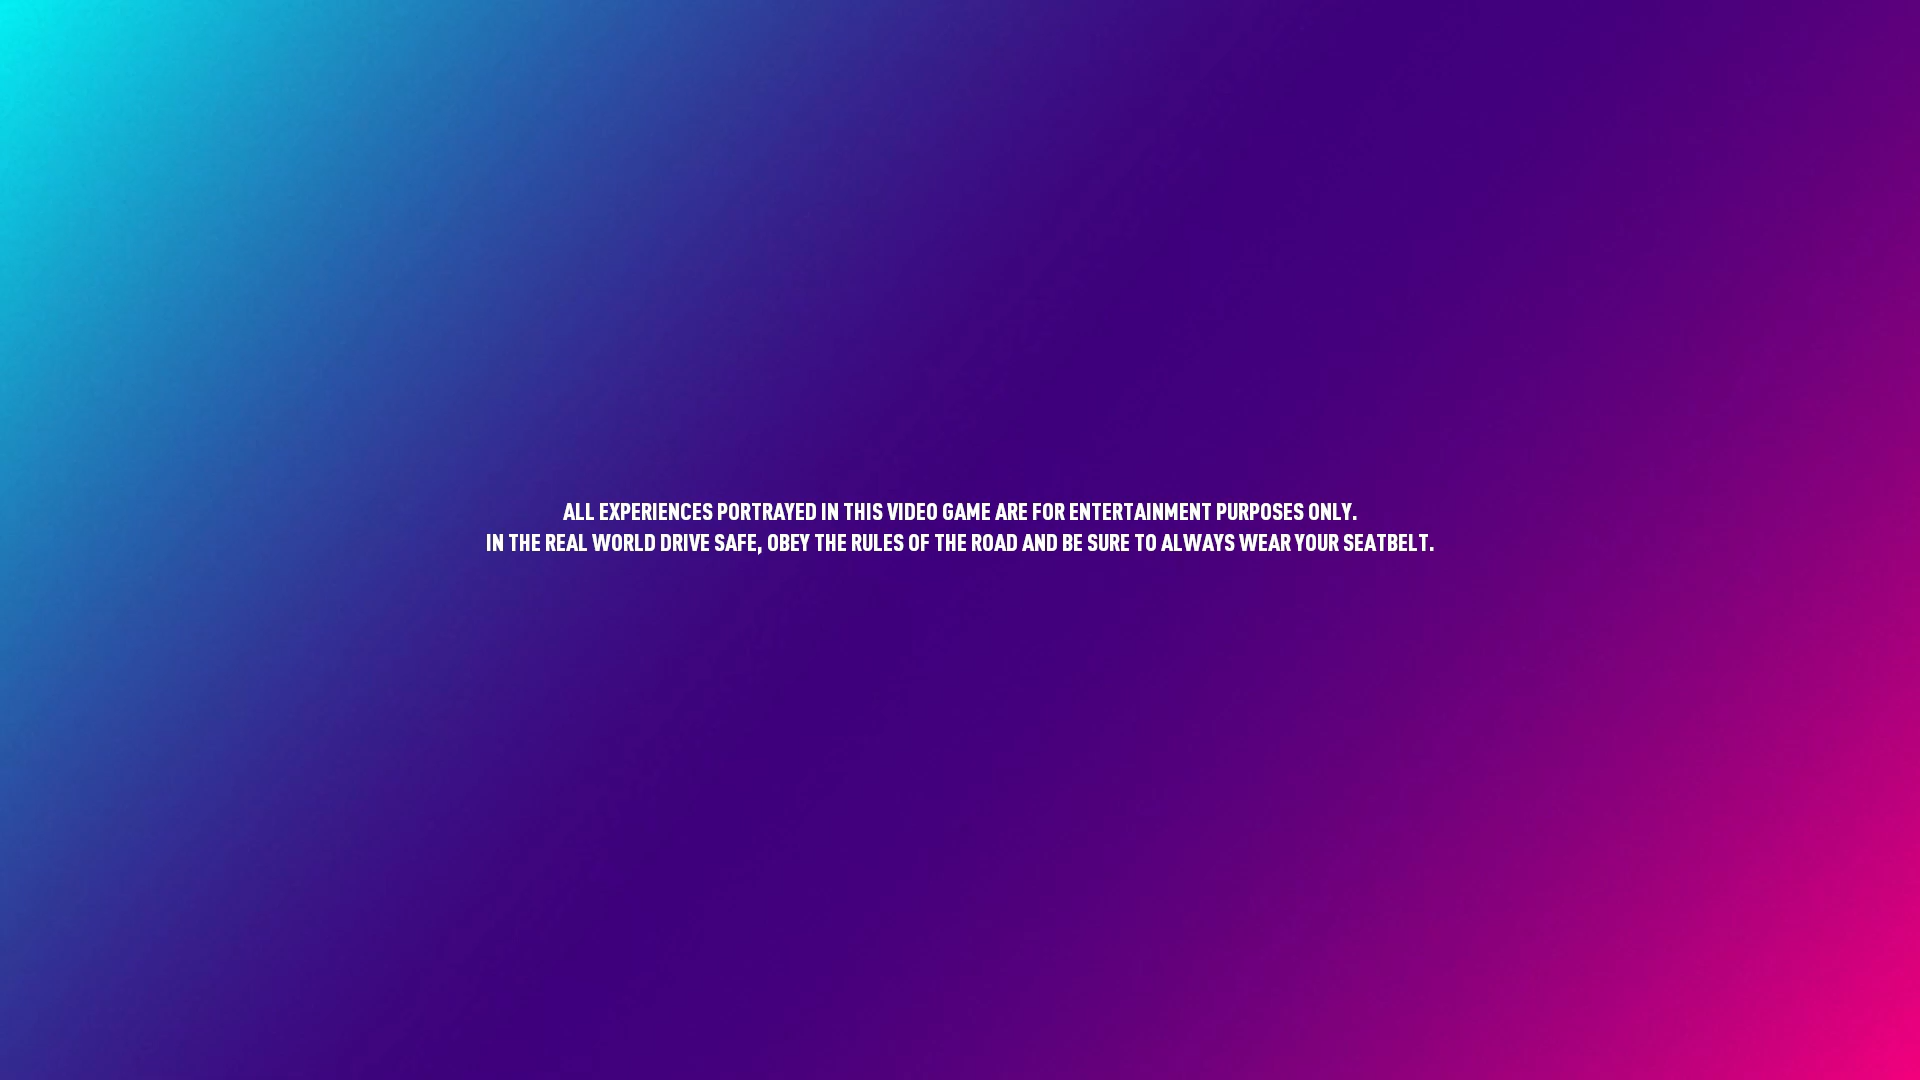 ALL EXPERIENCES PORTRAYED IN THIS VIDEO GAME ARE FOR ENTERTAINMENT PURPOSES ONLY.
IN THE REAL WORLD DRIVE SAFE, OBEY THE RULES OF THE ROAD AND BE SURE TO ALWAYS WEAR YOUR SEATBELT.